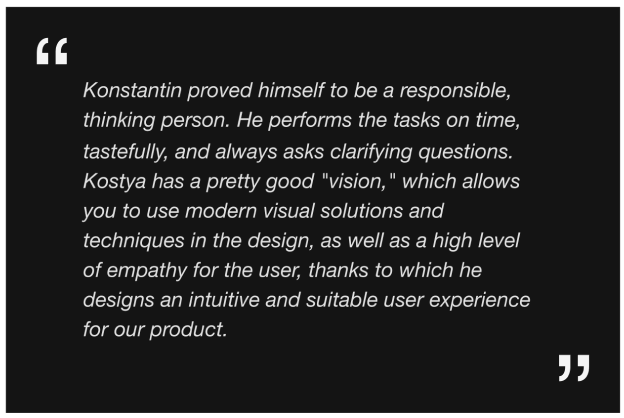 “
Konstantin proved himself to be a responsible,
thinking person. He performs the tasks on time,
tastefully, and always asks clarifying questions.
Kostya has a pretty good "vision," which allows
you to use modern visual solutions and
techniques in the design, as well as a high level
of empathy for the user, thanks to which he
designs an intuitive and suitable user experience
for our product.
”